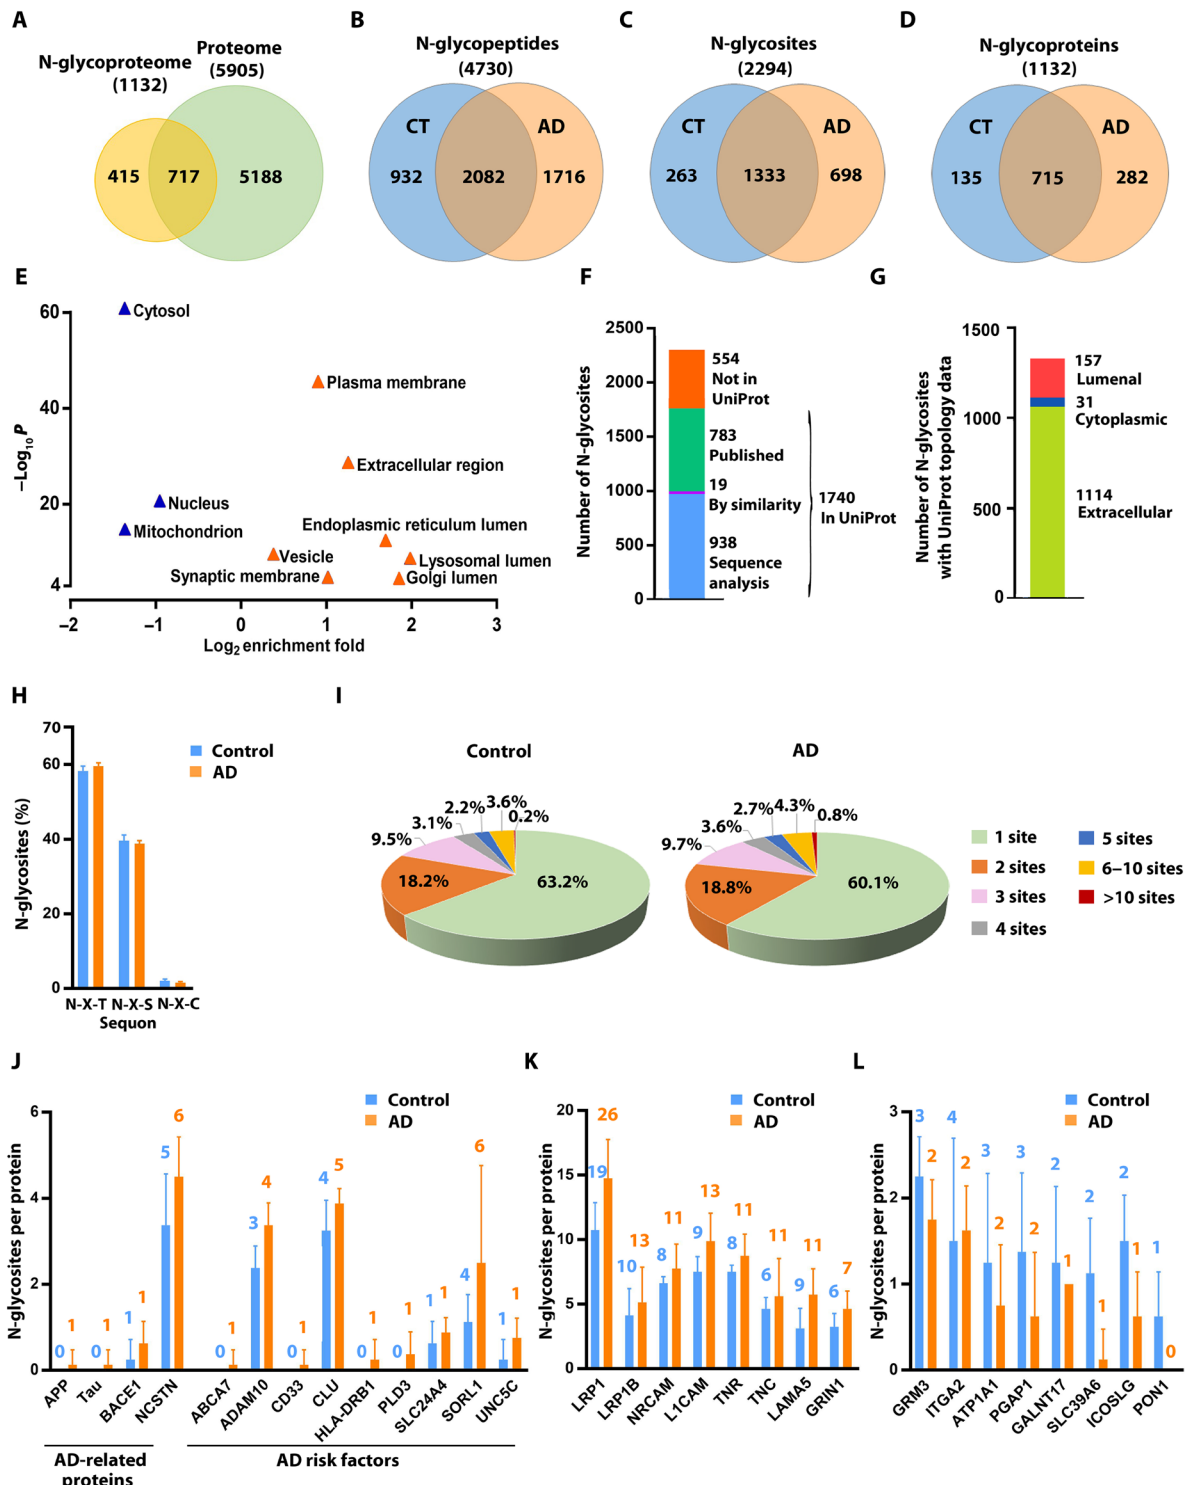 A
B
C
D
N-glycoproteome
(1132)
Proteome
(5905)
415
717
5188
N-glycopeptides
(4730)
CT
AD
932
2082
1716
N-glycosites
(2294)
CT
AD
263
1333
698
N-glycoproteins
(1132)
CT
AD
135
715
282
E
60
40
20
4
−Log10 P
Cytosol
Plasma membrane
Extracellular region
Nucleus
Mitochondrion
Endoplasmic reticulum lumen
Vesicle
Lysosomal lumen
Synaptic membrane
Golgi lumen
−2
−1
0
1
2
3
Log2 enrichment fold
F
Number of N-glycosites
2500
2000
1500
1000
500
0
554
Not in
UniProt
783
Published
19
By similarity
938
Sequence
analysis
1740
In UniProt
G
Number of N-glycosites
with UniProt topology data
1500
1000
500
0
157
Lumenal
31
Cytoplasmic
1114
Extracellular
H
N-glycosites (%)
70
60
40
20
0
Control
AD
N-X-T N-X-S N-X-C
Sequon
I
Control
63.2%
18.2%
9.5%
3.1%
2.2%
3.6%
0.2%
AD
60.1%
18.8%
9.7%
3.6%
2.7%
4.3%
0.8%
1 site
2 sites
3 sites
4 sites
5 sites
6–10 sites
>10 sites
J
N-glycosites per protein
6
4
2
0
Control
AD
0 1 0 1 1 1 5 6 0 1 3 4 0 1 4 5 0 1 0 1 1 1 4 6 1 1
APP
Tau
BACE1
NCSTN
ABCA7
ADAM10
CD33
CLU
HLA-DRB1
PLD3
SLC24A4
SORL1
UNC5C
AD-related
proteins
AD risk factors
K
N-glycosites per protein
20
15
10
5
0
Control
AD
19 26 10 13 8 11 9 13 8 11 6 11 9 11 6 7
LRP1
LRP1B
NRCAM
L1CAM
TNR
TNC
LAMA5
GRIN1
L
N-glycosites per protein
3
2
1
0
Control
AD
3 2 4 2 3 2 3 2 2 1 2 1 2 1 1 0
GRM3
ITGA2
ATP1A1
PGAP1
GALNT17
SLC39A6
ICOSLG
PON1